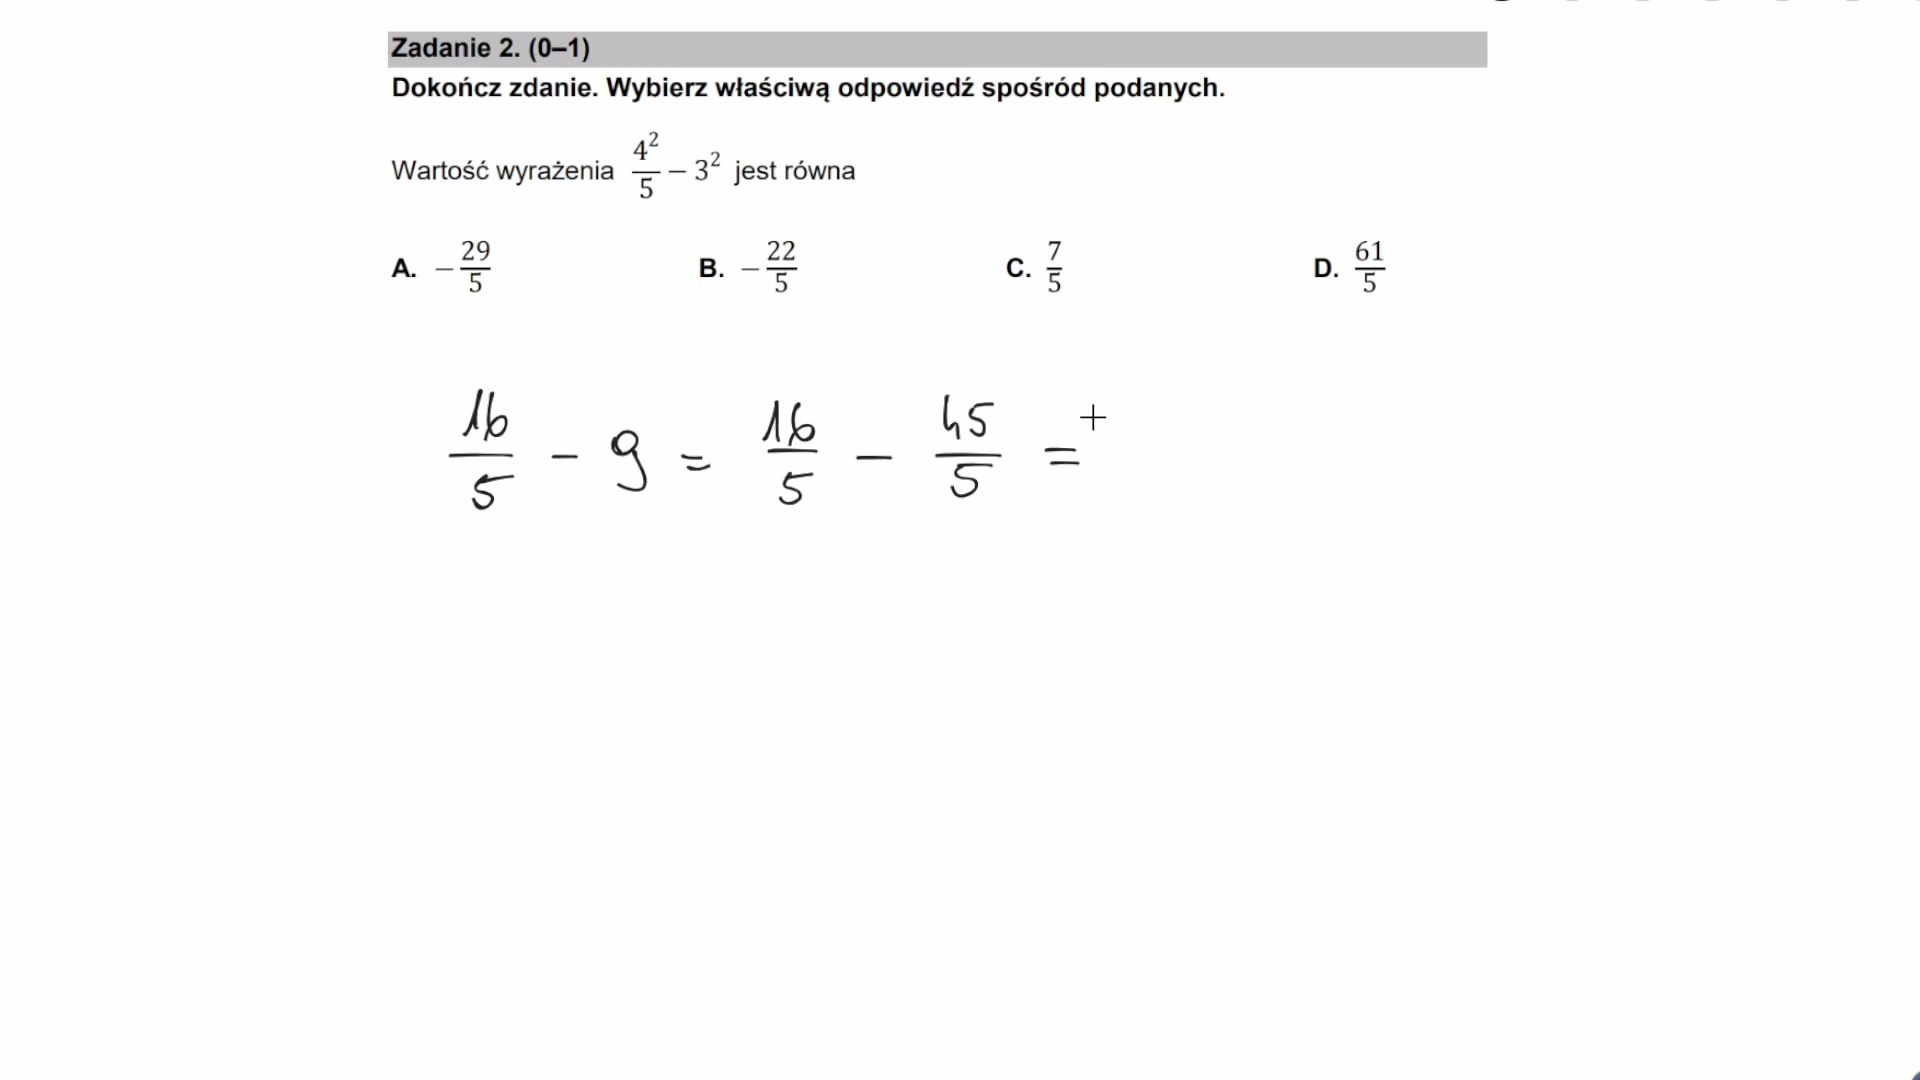 Zadanie 2. (0–1)
Dokończ zdanie. Wybierz właściwą odpowiedź spośród podanych.
Wartość wyrażenia 4²/5 − 3² jest równa
A. −29/5 B. −22/5 C. 7/5 D. 61/5
16/5 − 9 = 16/5 − 45/5 =